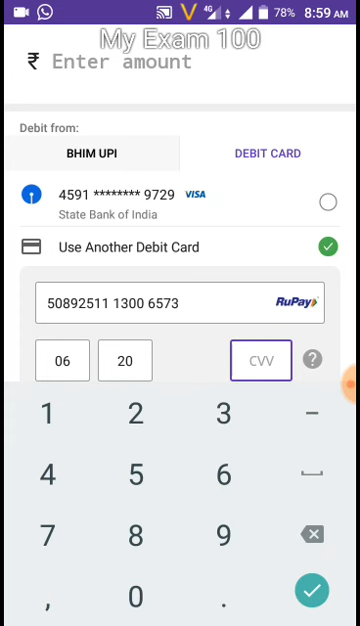 4G 78% 8:59 AM
My Exam 100
₹ Enter amount
Debit from:
BHIM UPI DEBIT CARD
4591 ******** 9729 VISA
State Bank of India
Use Another Debit Card
50892511 1300 6573 RuPay
06 20 CVV ?
1 2 3 –
4 5 6
7 8 9
, 0 .